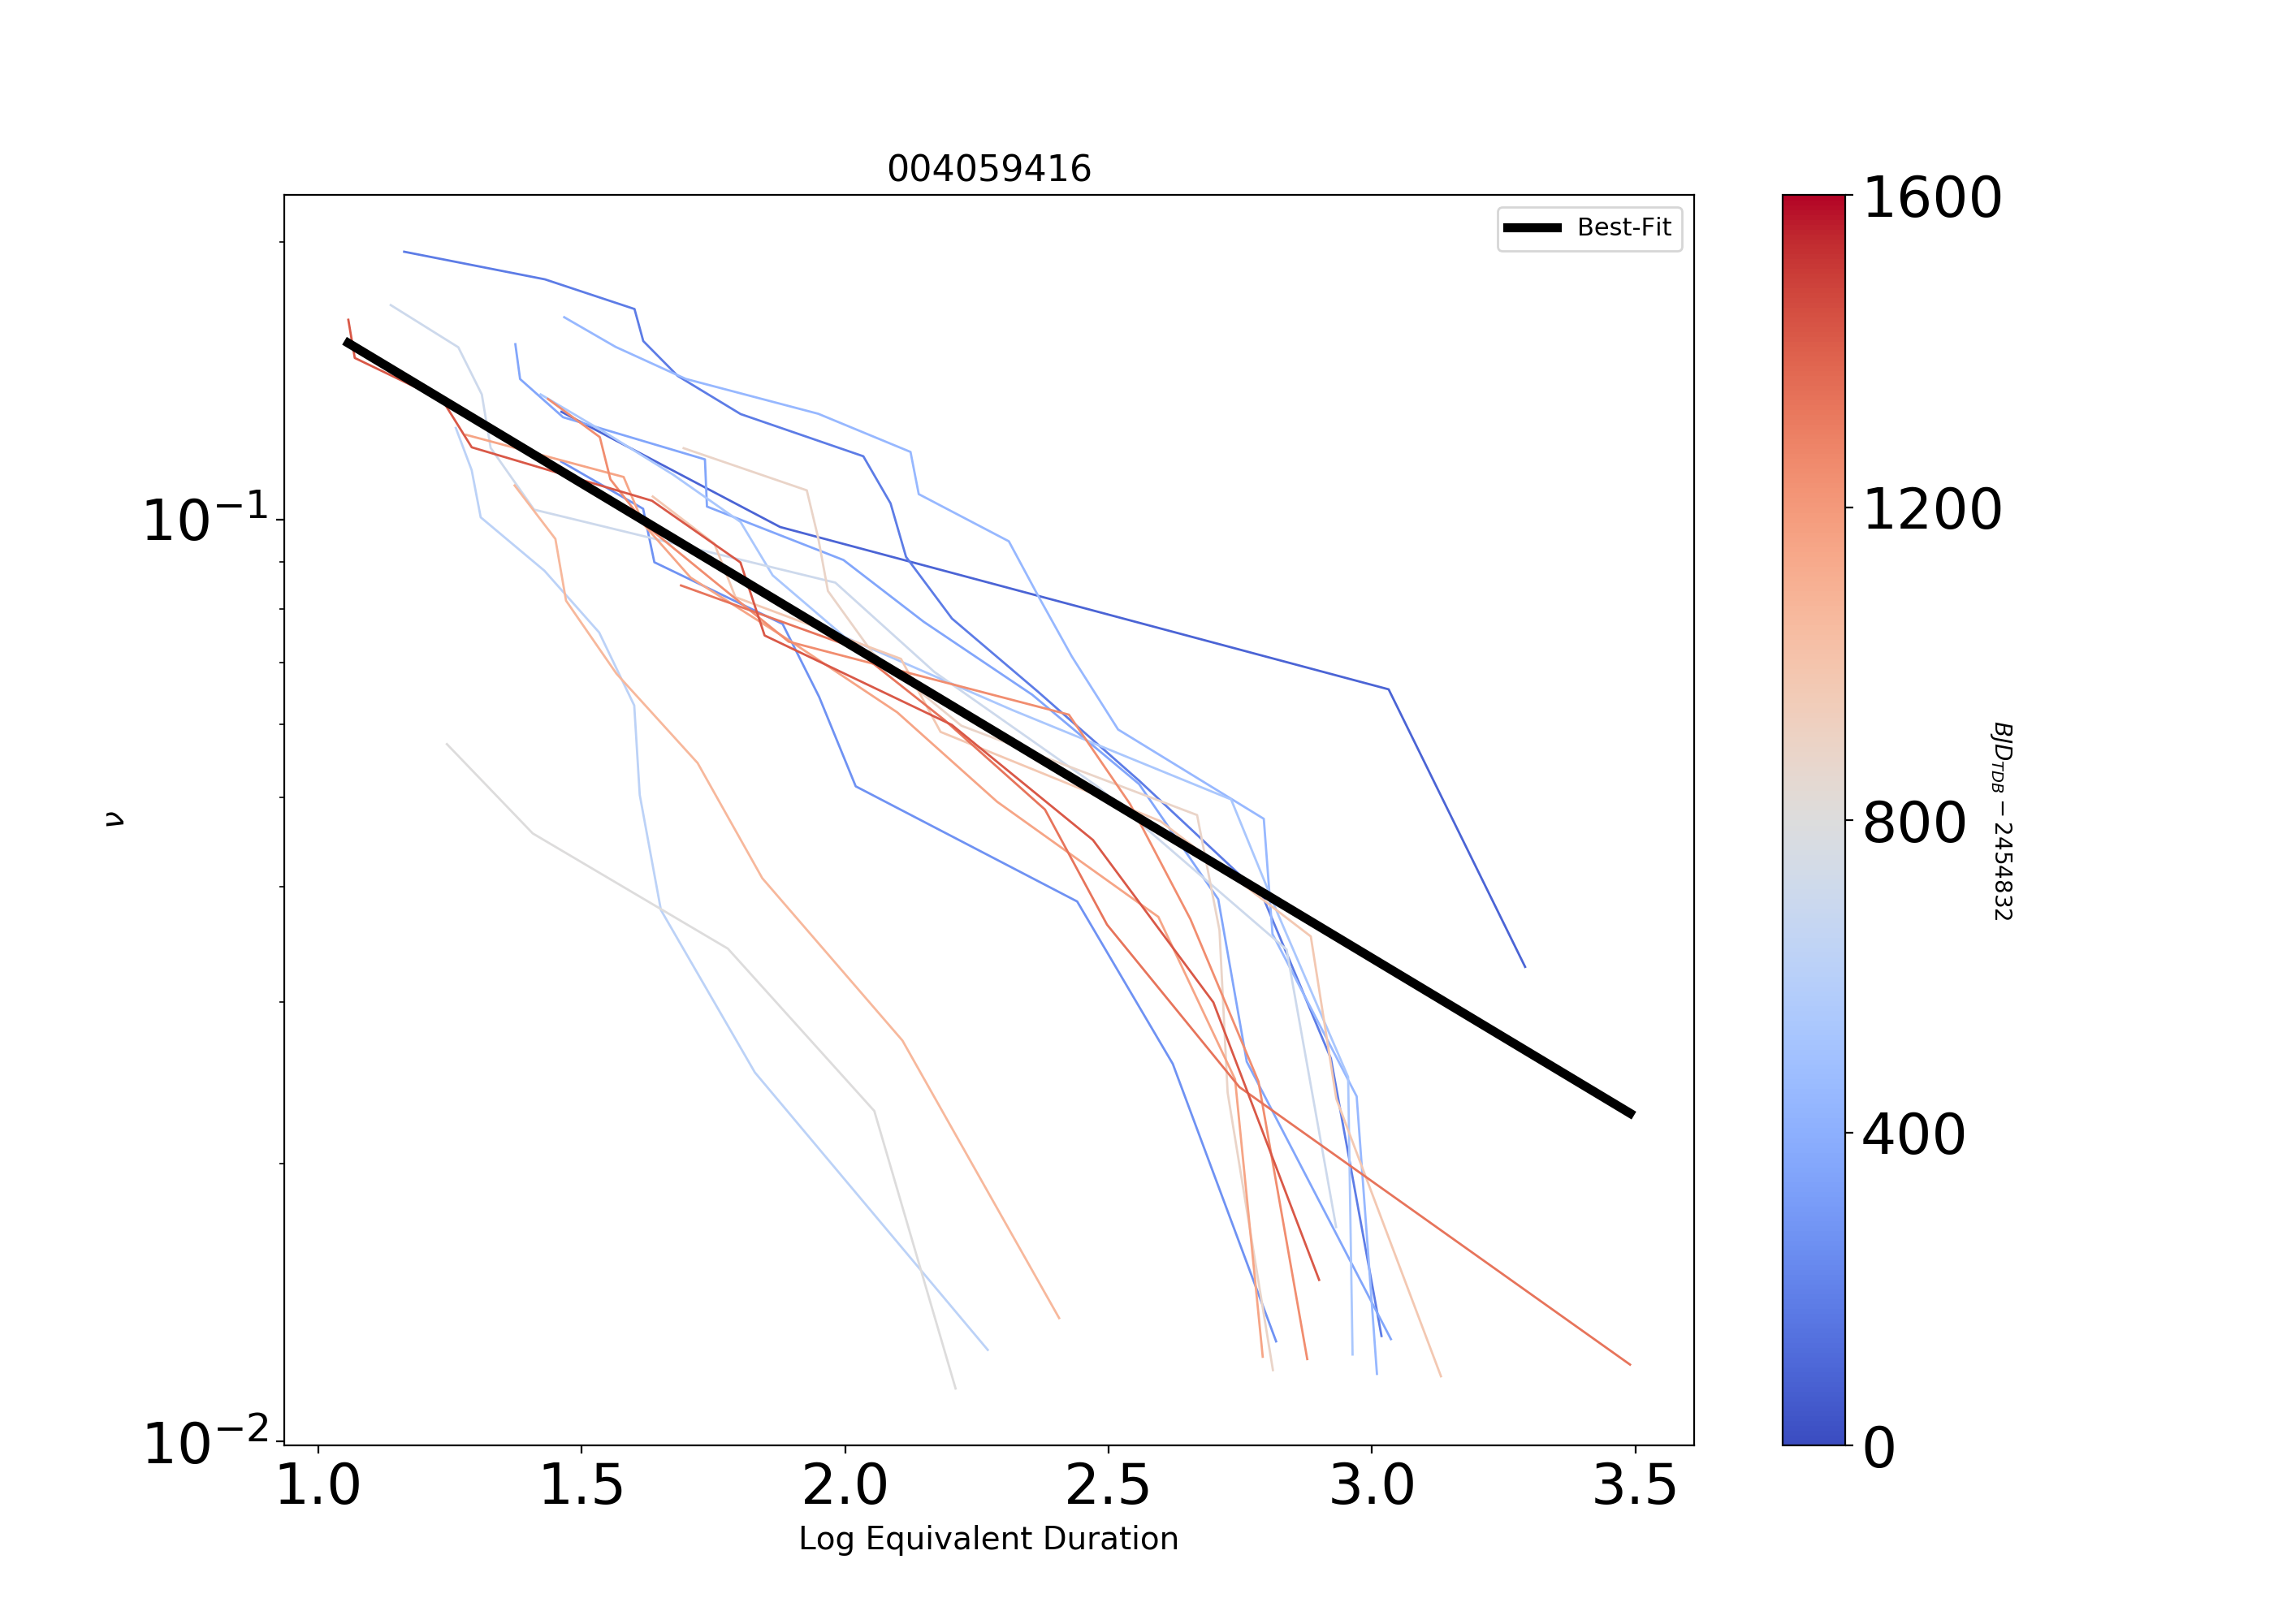 004059416
Best-Fit
10⁻¹
10⁻²
ν
1.0 1.5 2.0 2.5 3.0 3.5
Log Equivalent Duration
1600
1200
800
400
0
BJD_TDB − 2454832